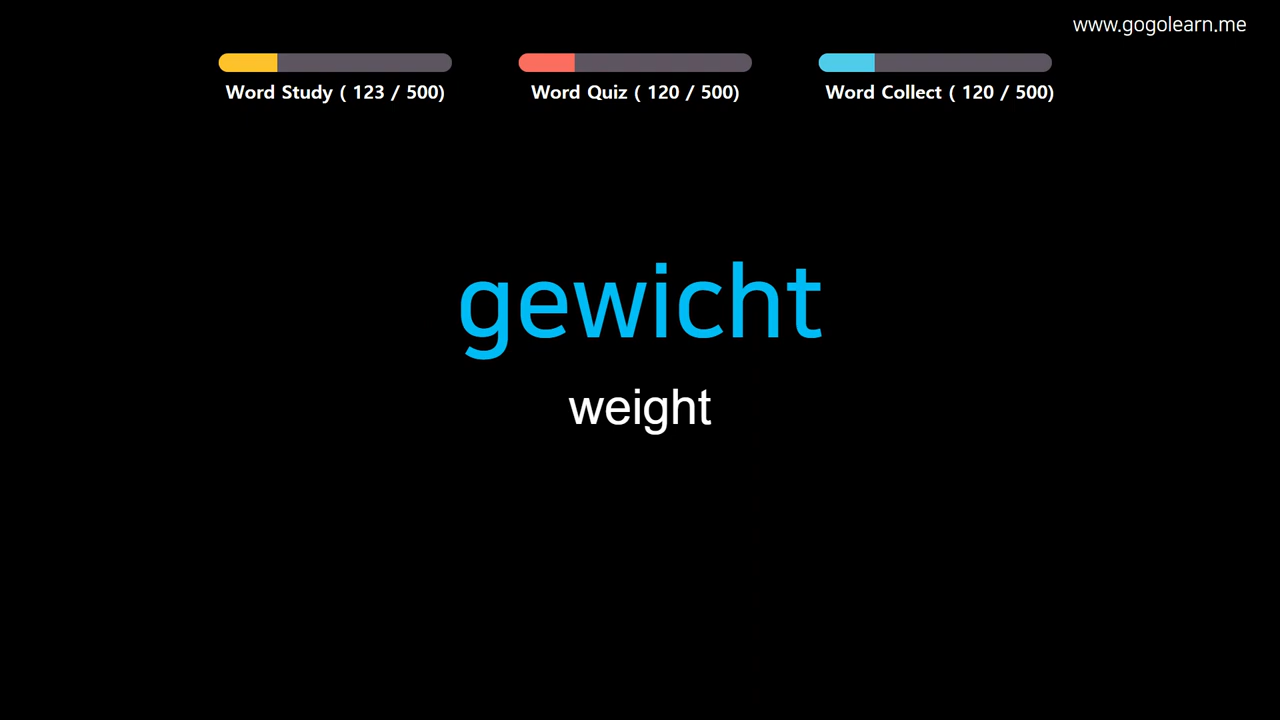 www.gogolearn.me
Word Study ( 123 / 500)
Word Quiz ( 120 / 500)
Word Collect ( 120 / 500)
gewicht
weight